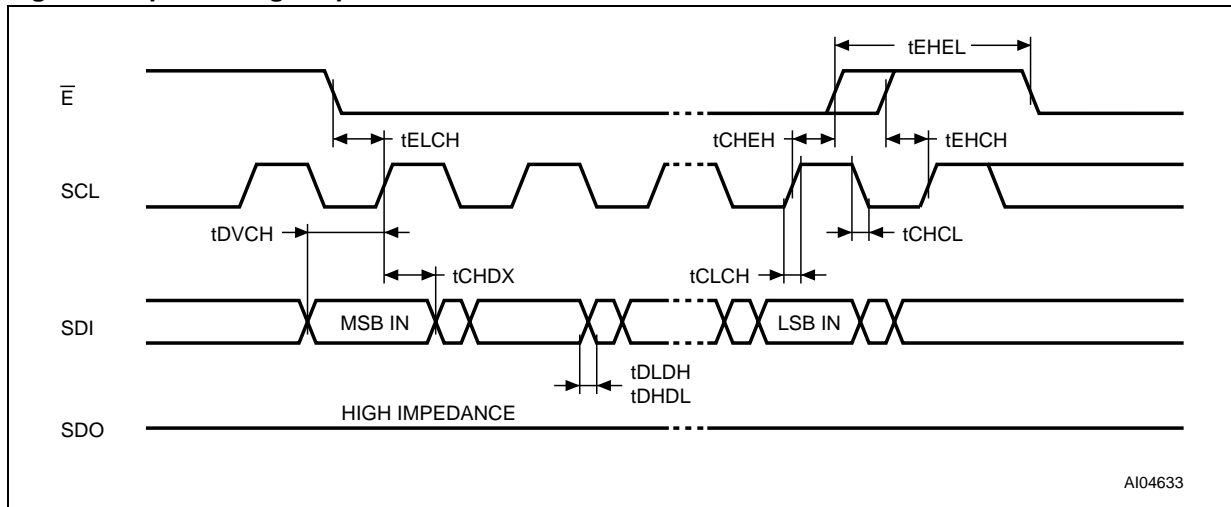 tEHEL
E
tELCH
tCHEH
tEHCH
SCL
tDVCH
tCHCL
tCHDX
tCLCH
SDI
MSB IN
LSB IN
tDLDH
tDHDL
HIGH IMPEDANCE
SDO
AI04633